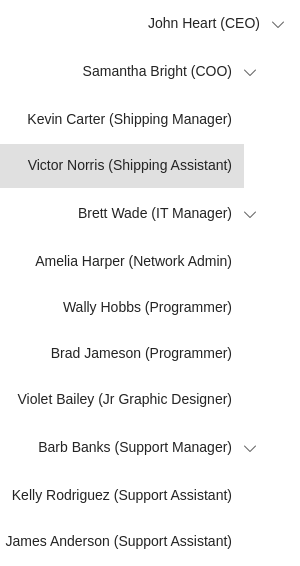 John Heart (CEO)
Samantha Bright (COO)
Kevin Carter (Shipping Manager)
Victor Norris (Shipping Assistant)
Brett Wade (IT Manager)
Amelia Harper (Network Admin)
Wally Hobbs (Programmer)
Brad Jameson (Programmer)
Violet Bailey (Jr Graphic Designer)
Barb Banks (Support Manager)
Kelly Rodriguez (Support Assistant)
James Anderson (Support Assistant)